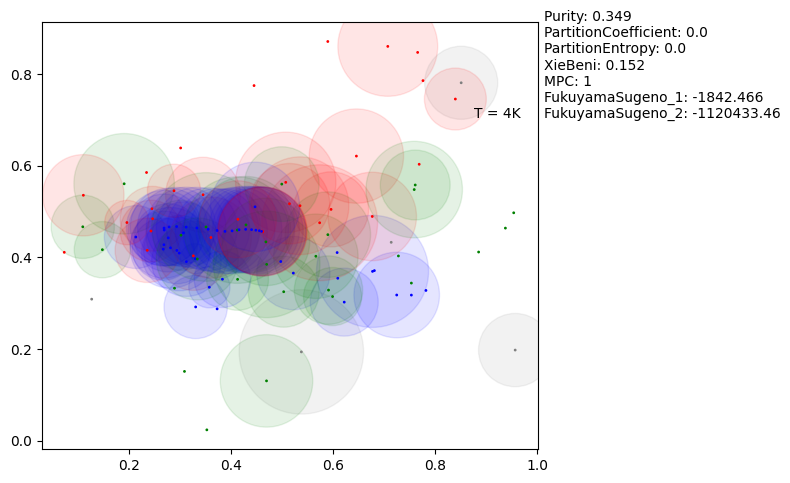 Purity: 0.349
PartitionCoefficient: 0.0
PartitionEntropy: 0.0
XieBeni: 0.152
MPC: 1
FukuyamaSugeno_1: -1842.466
FukuyamaSugeno_2: -1120433.46
T = 4K
0.8
0.6
0.4
0.2
0.0
0.2
0.4
0.6
0.8
1.0